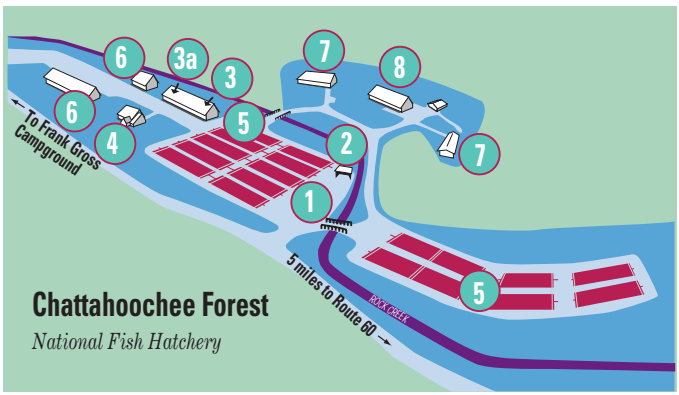 7
8
6
3a
3
6
5
4
2
7
← To Frank Gross
Campground
1
5
5 miles to Route 60 →
ROCK CREEK
Chattahoochee Forest
National Fish Hatchery